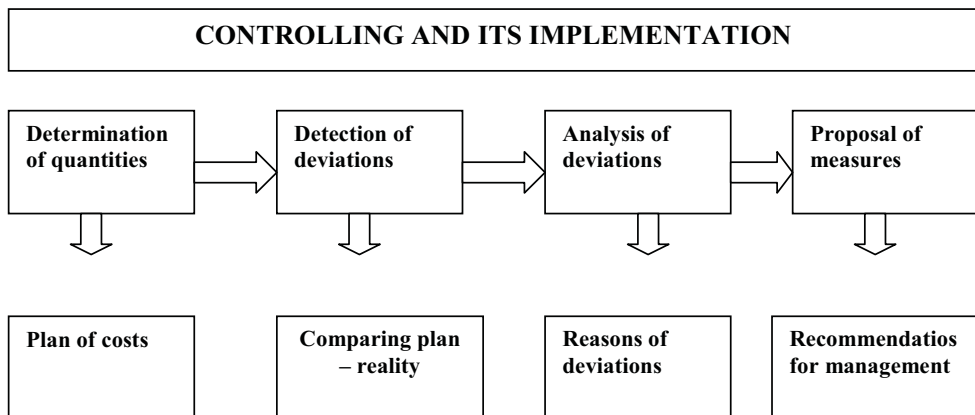 CONTROLLING AND ITS IMPLEMENTATION
Determination
of quantities
Detection of
deviations
Analysis of
deviations
Proposal of
measures
Plan of costs
Comparing plan
– reality
Reasons of
deviations
Recommendatios
for management